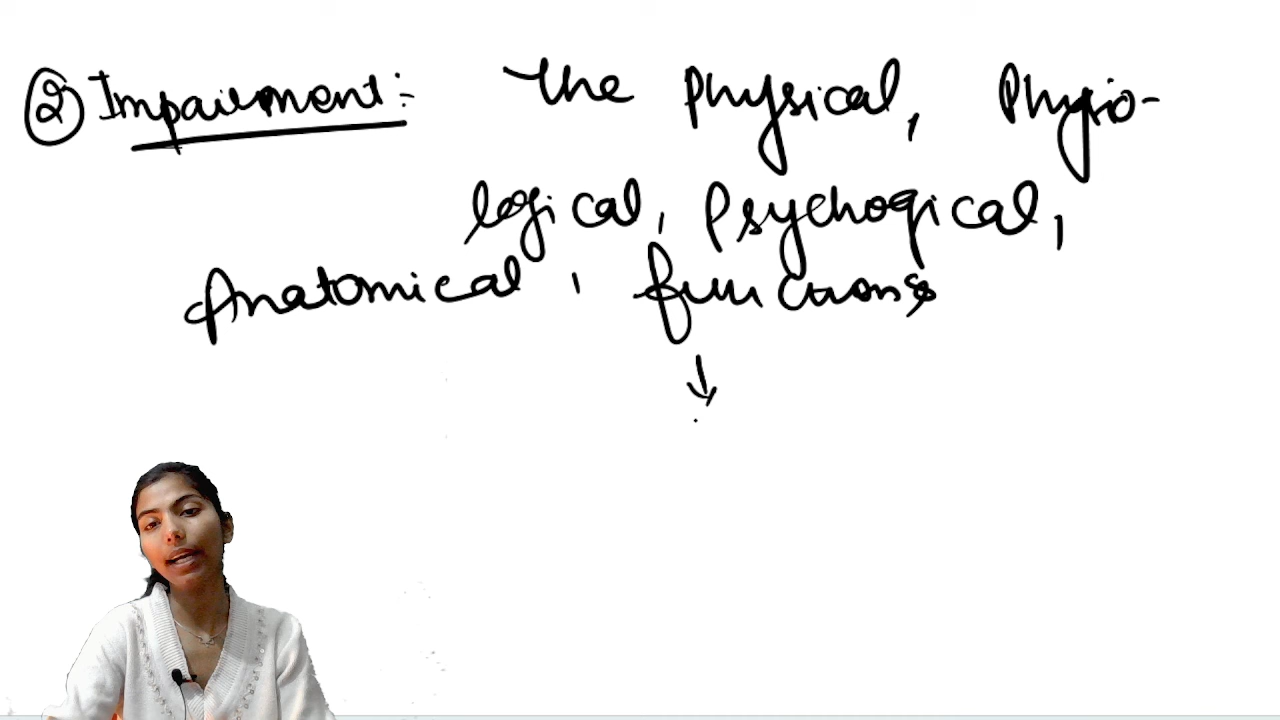 ② Impairment:- The Physical, Physio-
logical, Psychogical,
Anatomical, functions